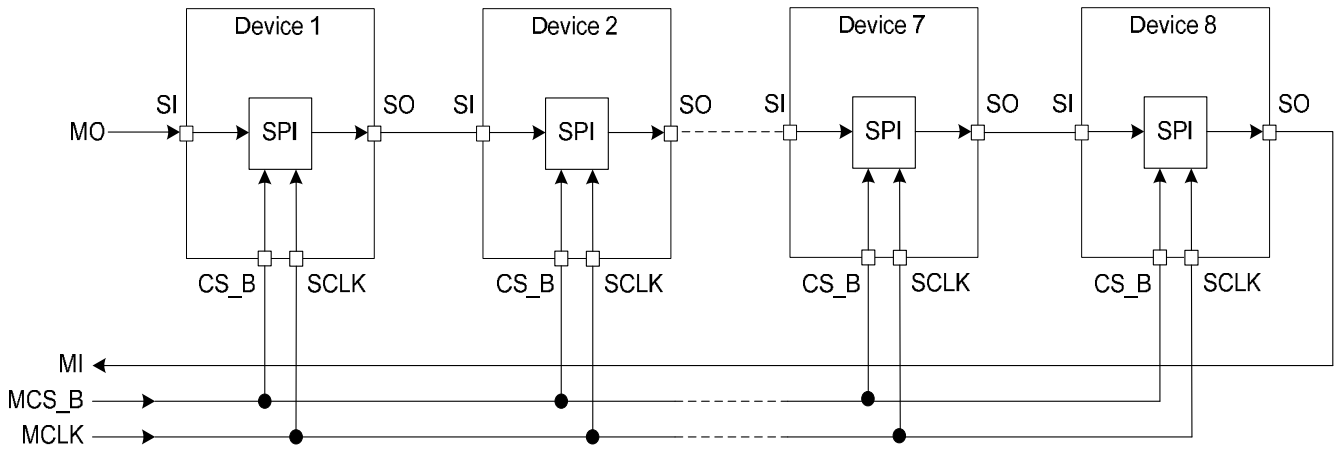 Device 1 Device 2 Device 7 Device 8
SI SO SI SO SI SO SI SO
MO SPI SPI SPI SPI
CS_B SCLK CS_B SCLK CS_B SCLK CS_B SCLK
MI
MCS_B
MCLK